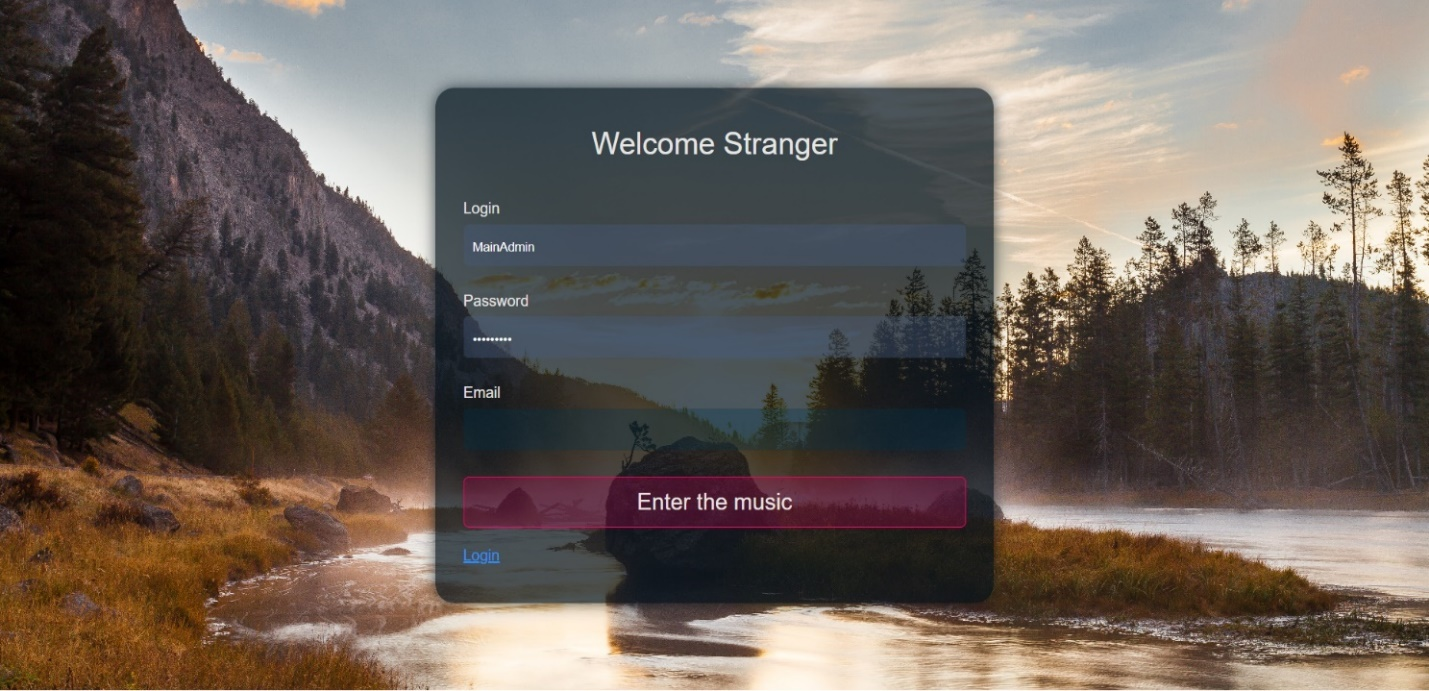 Welcome Stranger
Login
MainAdmin
Password
•••••••••
Email
Enter the music
Login